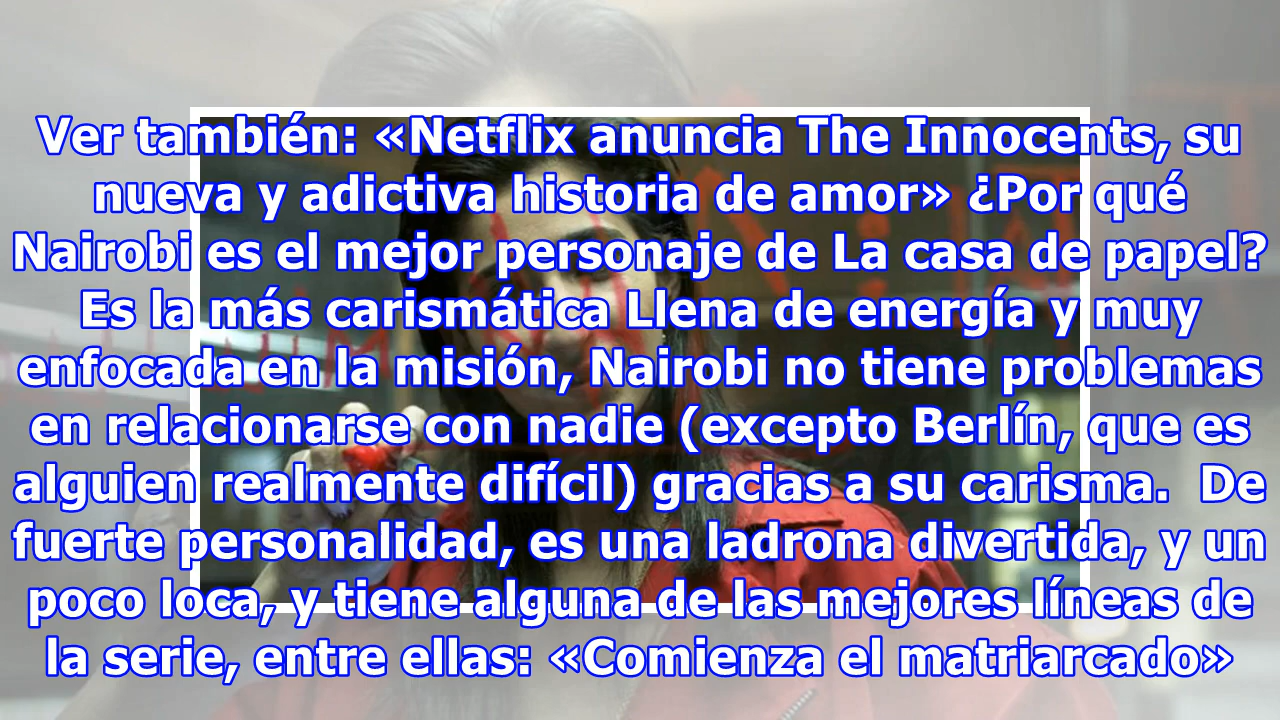 Ver también: «Netflix anuncia The Innocents, su
nueva y adictiva historia de amor» ¿Por qué
Nairobi es el mejor personaje de La casa de papel?
Es la más carismática Llena de energía y muy
enfocada en la misión, Nairobi no tiene problemas
en relacionarse con nadie (excepto Berlín, que es
alguien realmente difícil) gracias a su carisma.  De
fuerte personalidad, es una ladrona divertida, y un
poco loca, y tiene alguna de las mejores líneas de
la serie, entre ellas: «Comienza el matriarcado»